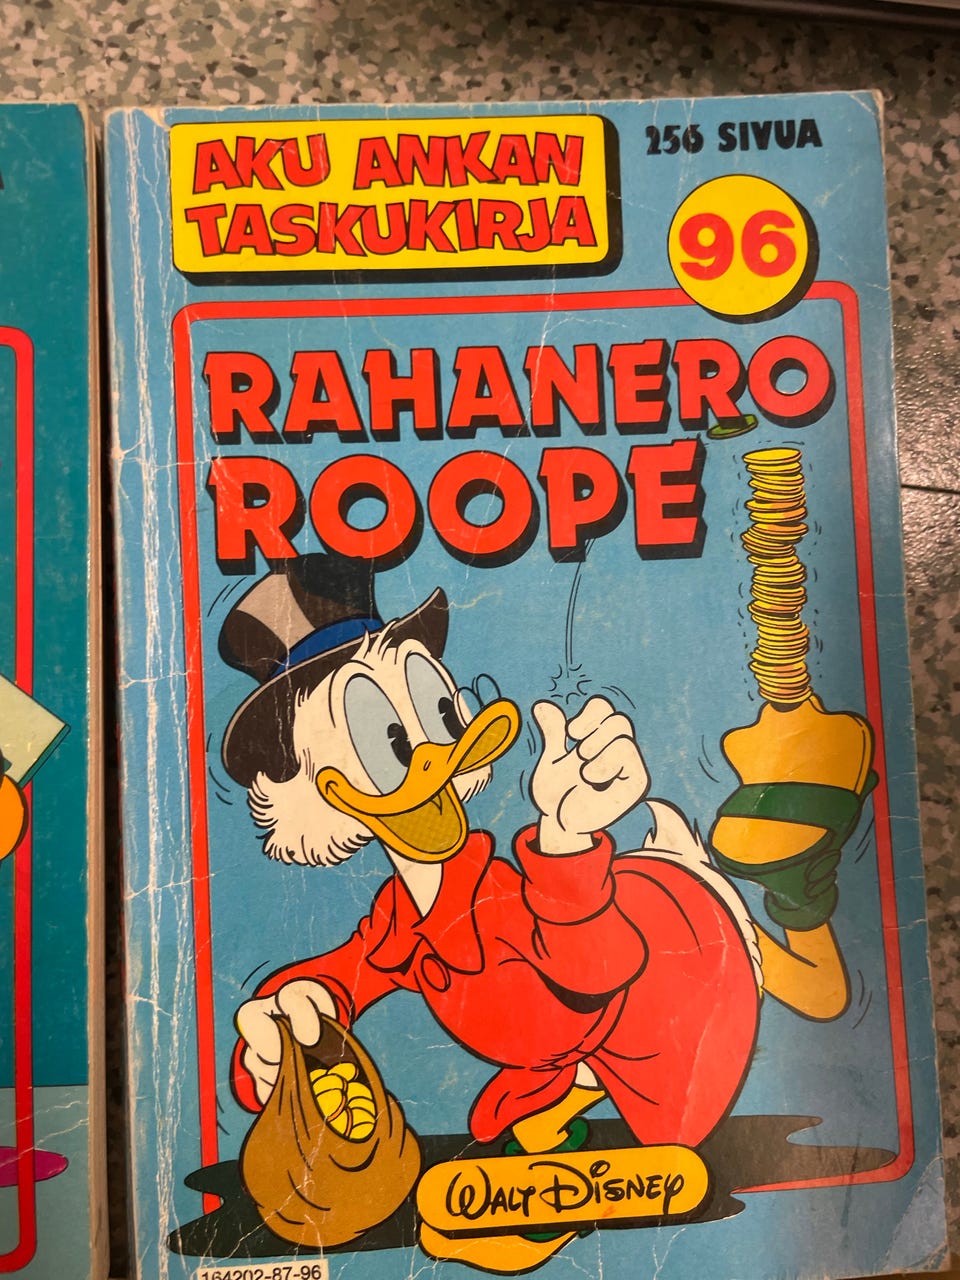 AKU ANKAN
TASKUKIRJA
256 SIVUA
96
RAHANERO
ROOPE
WALT DISNEY
164202-87-96